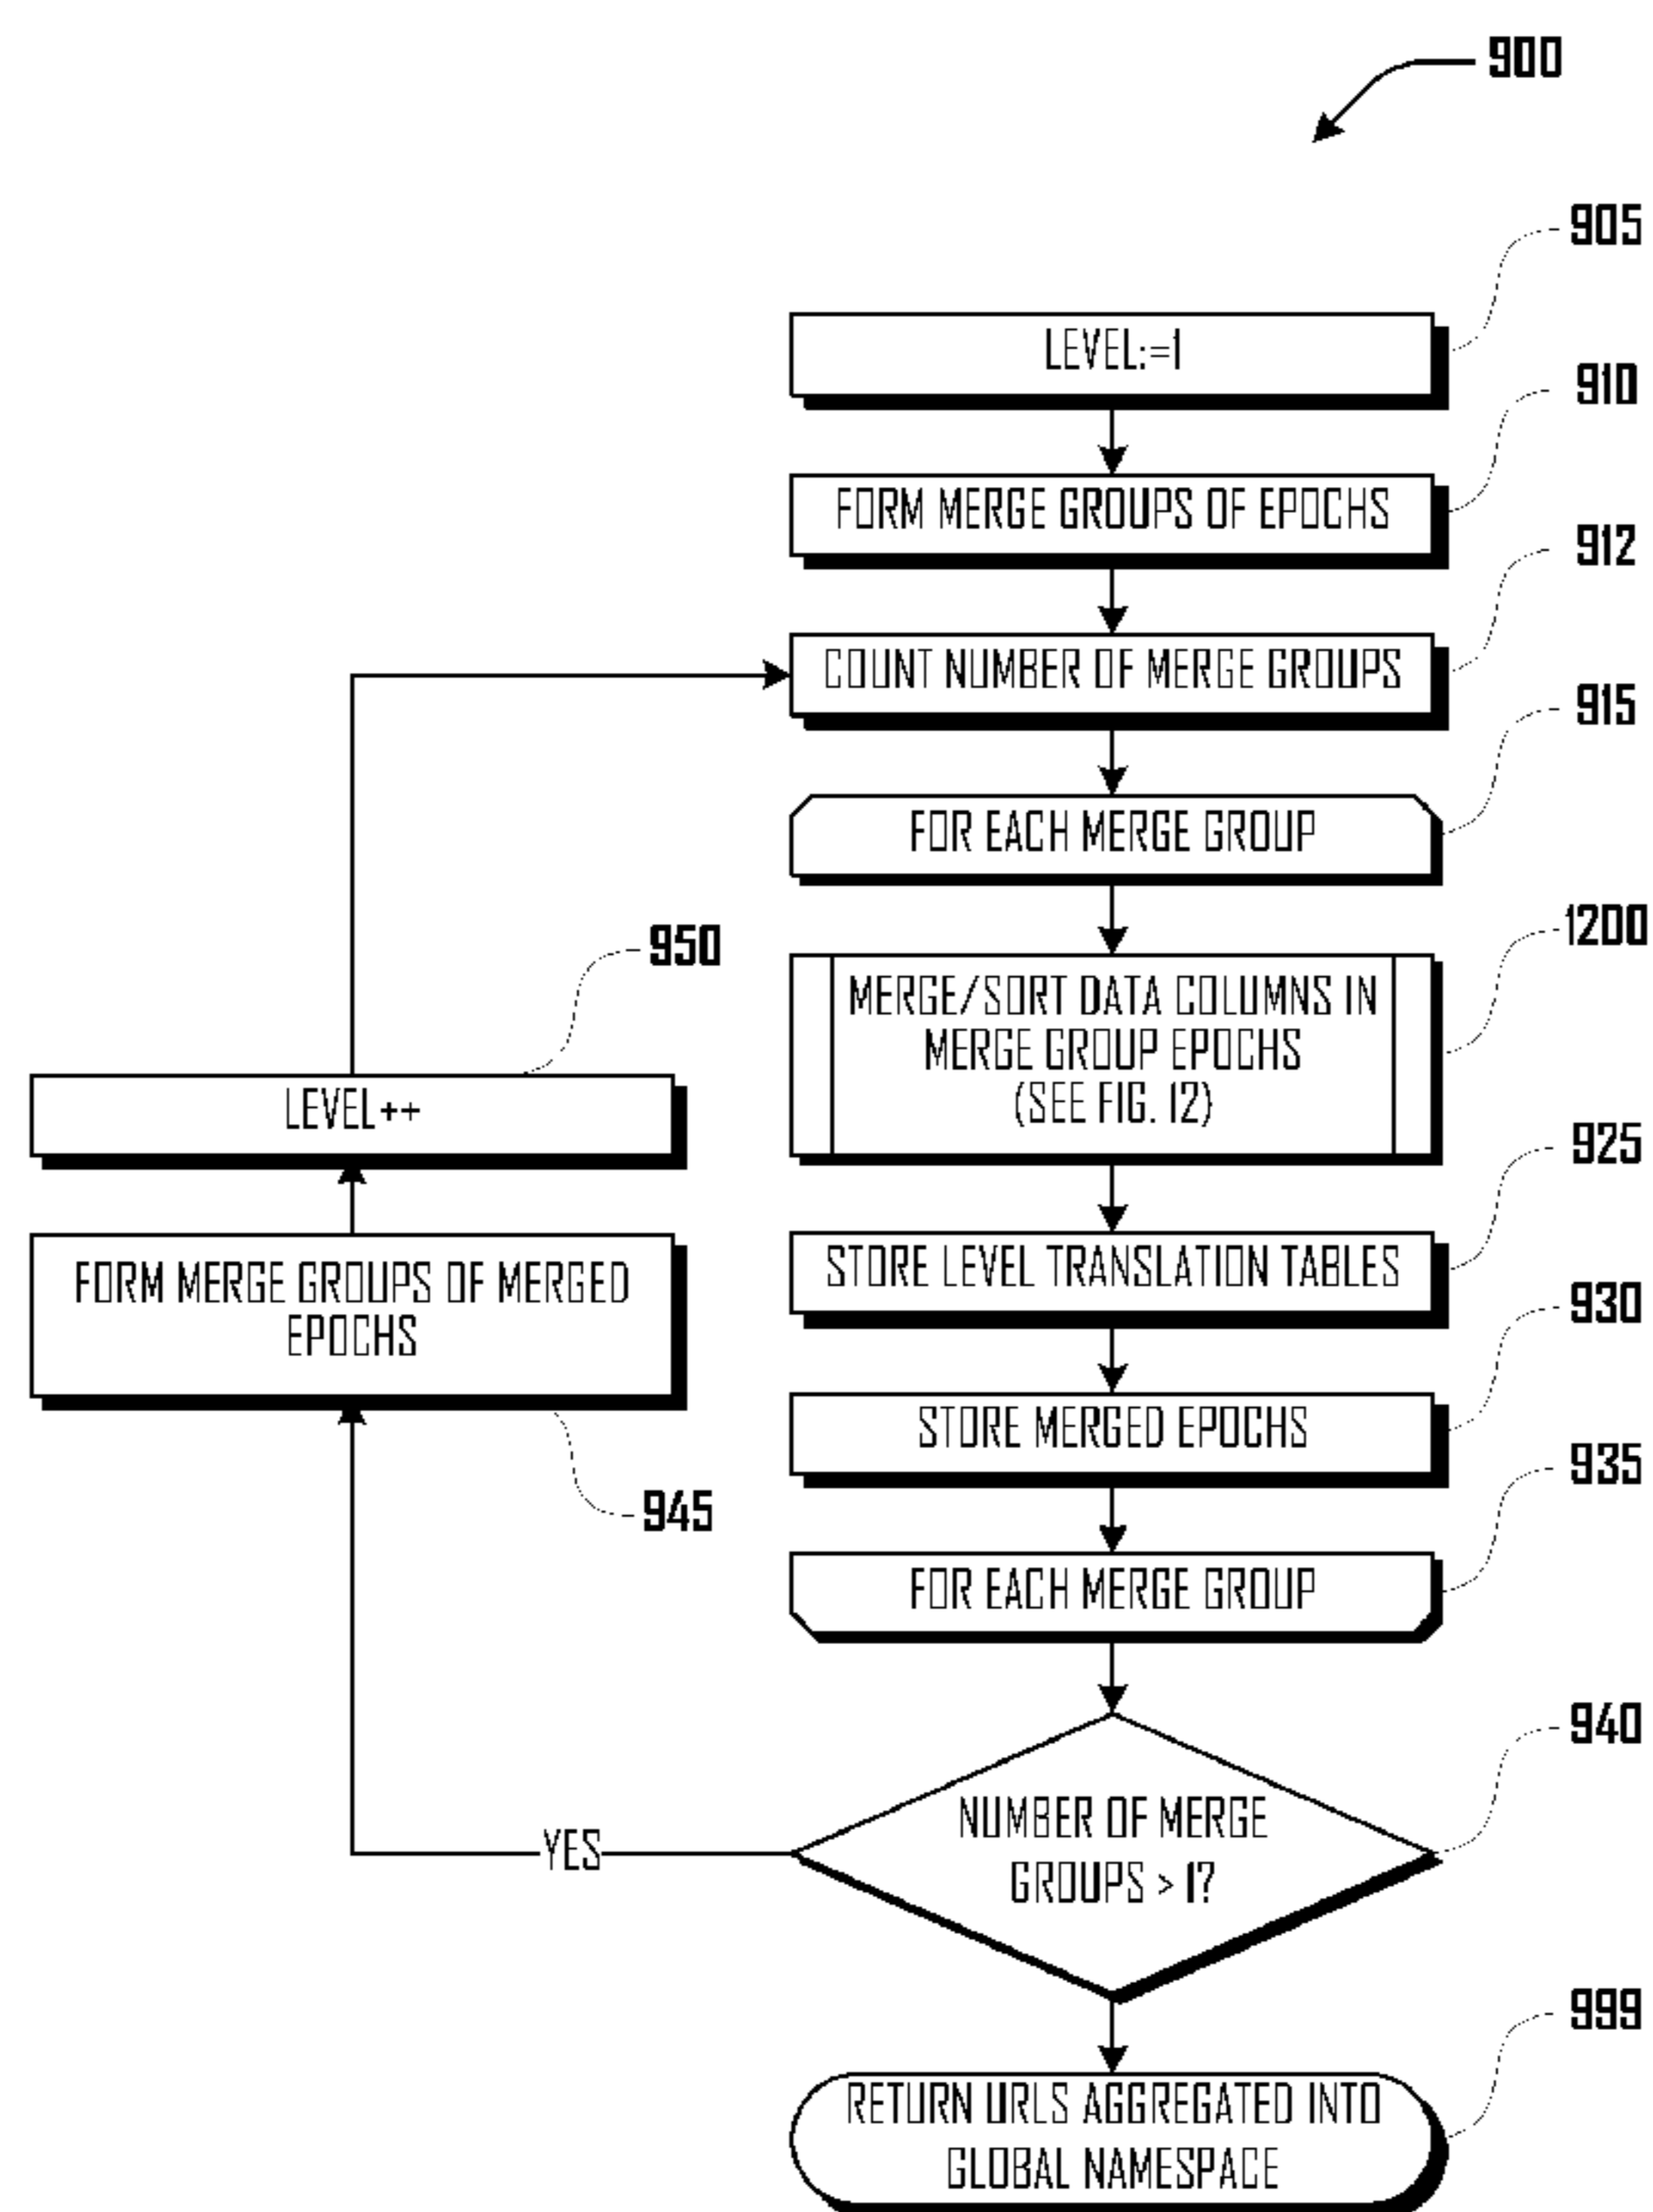 900
905
LEVEL:=1
910
FORM MERGE GROUPS OF EPOCHS
912
COUNT NUMBER OF MERGE GROUPS
915
FOR EACH MERGE GROUP
1200
MERGE/SORT DATA COLUMNS IN
MERGE GROUP EPOCHS
(SEE FIG. 12)
925
STORE LEVEL TRANSLATION TABLES
930
STORE MERGED EPOCHS
935
FOR EACH MERGE GROUP
940
NUMBER OF MERGE
GROUPS > 1?
YES
945
FORM MERGE GROUPS OF MERGED
EPOCHS
950
LEVEL++
999
RETURN URLS AGGREGATED INTO
GLOBAL NAMESPACE